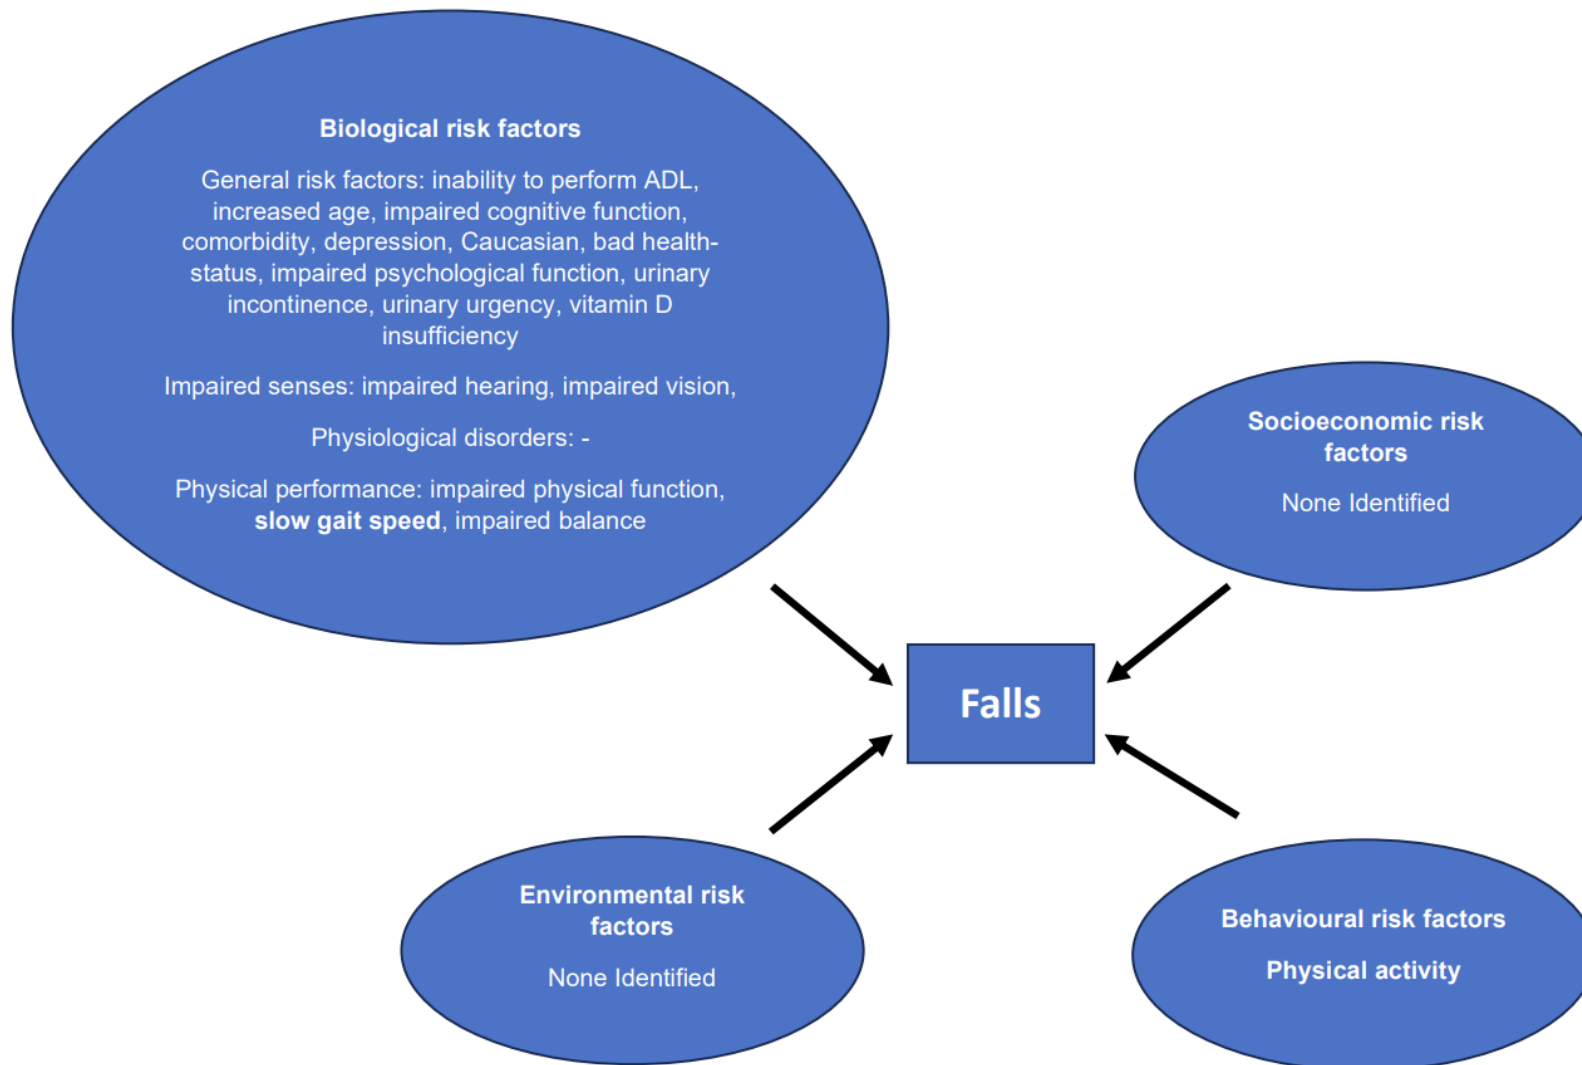 Biological risk factors
General risk factors: inability to perform ADL,
increased age, impaired cognitive function,
comorbidity, depression, Caucasian, bad health-
status, impaired psychological function, urinary
incontinence, urinary urgency, vitamin D
insufficiency
Impaired senses: impaired hearing, impaired vision,
Physiological disorders: -
Physical performance: impaired physical function,
slow gait speed, impaired balance
Socioeconomic risk
factors
None Identified
Falls
Environmental risk
factors
None Identified
Behavioural risk factors
Physical activity